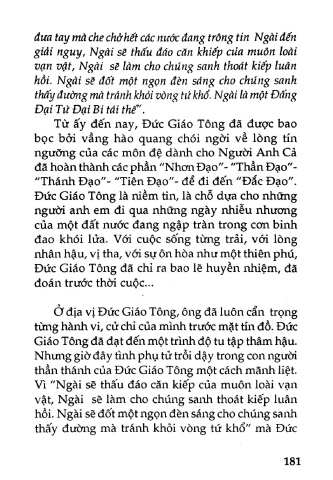 đưa tay mà che chở hết các nước đang trông tin Ngài đến
giải nguy, Ngài sẽ thấu đáo căn khiếp của muôn loài
vạn vật, Ngài sẽ làm cho chúng sanh thoát kiếp luân
hồi. Ngài sẽ đốt một ngọn đèn sáng cho chúng sanh
thấy đường mà tránh khỏi vòng tứ khổ. Ngài là một Đấng
Đại Từ Đại Bi tái thế".
Từ ấy đến nay, Đức Giáo Tông đã được bao
bọc bởi vầng hào quang chói ngời về lòng tín
ngưỡng của các môn đệ dành cho Người Anh Cả
đã hoàn thành các phần “Nhơn Đạo”- “Thần Đạo”-
“Thánh Đạo”- “Tiên Đạo”- để đi đến “Đắc Đạo”.
Đức Giáo Tông là niềm tin, là chỗ dựa cho những
người anh em đi qua những ngày nhiễu nhương
của một đất nước đang ngập tràn trong cơn binh
đao khói lửa. Với cuộc sống từng trải, với lòng
nhân hậu, vị tha, với sự ôn hòa như một thiên phú,
Đức Giáo Tông đã chỉ ra bao lẽ huyền nhiệm, đã
đoán trước thời cuộc...
Ở địa vị Đức Giáo Tông, ông đã luôn cẩn trọng
từng hành vi, cử chỉ của mình trước mặt tín đồ. Đức
Giáo Tông đã đạt đến một trình độ tu tập thâm hậu.
Nhưng giờ đây tình phụ tử trỗi dậy trong con người
thần thánh của Đức Giáo Tông một cách mãnh liệt.
Vì “Ngài sẽ thấu đáo căn kiếp của muôn loài vạn
vật, Ngài sẽ làm cho chúng sanh thoát kiếp luân
hồi. Ngài sẽ đốt một ngọn đèn sáng cho chúng sanh
thấy đường mà tránh khỏi vòng tứ khổ” mà Đức
181